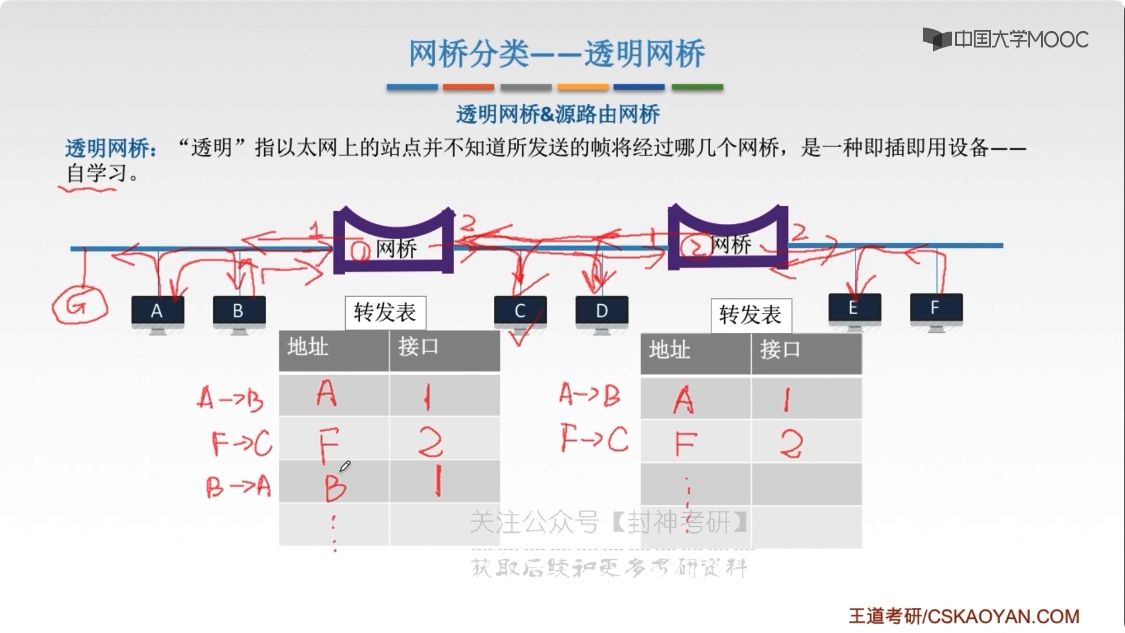 中国大学MOOC
网桥分类——透明网桥
透明网桥&源路由网桥
透明网桥：“透明”指以太网上的站点并不知道所发送的帧将经过哪几个网桥，是一种即插即用设备——
自学习。
1 ① 网桥 2 1 ② 网桥 2
G A B C D E F
转发表 转发表
地址 接口 地址 接口
A→B A 1 A→B A 1
F→C F 2 F→C F 2
B→A B 1
关注公众号【封神考研】
获取后续和更多考研资料
王道考研/CSKAOYAN.COM